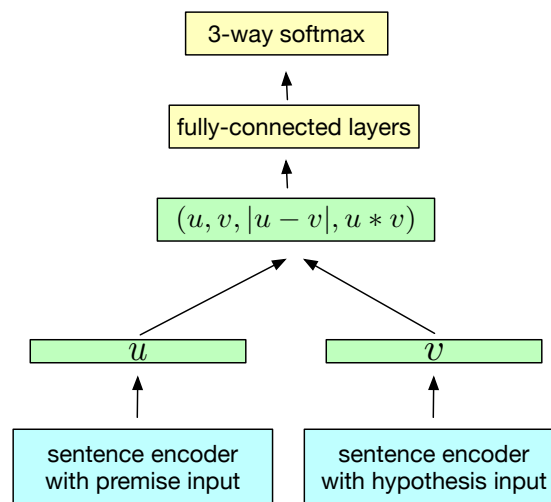 3-way softmax
fully-connected layers
(u, v, |u − v|, u ∗ v)
u
v
sentence encoder
with premise input
sentence encoder
with hypothesis input